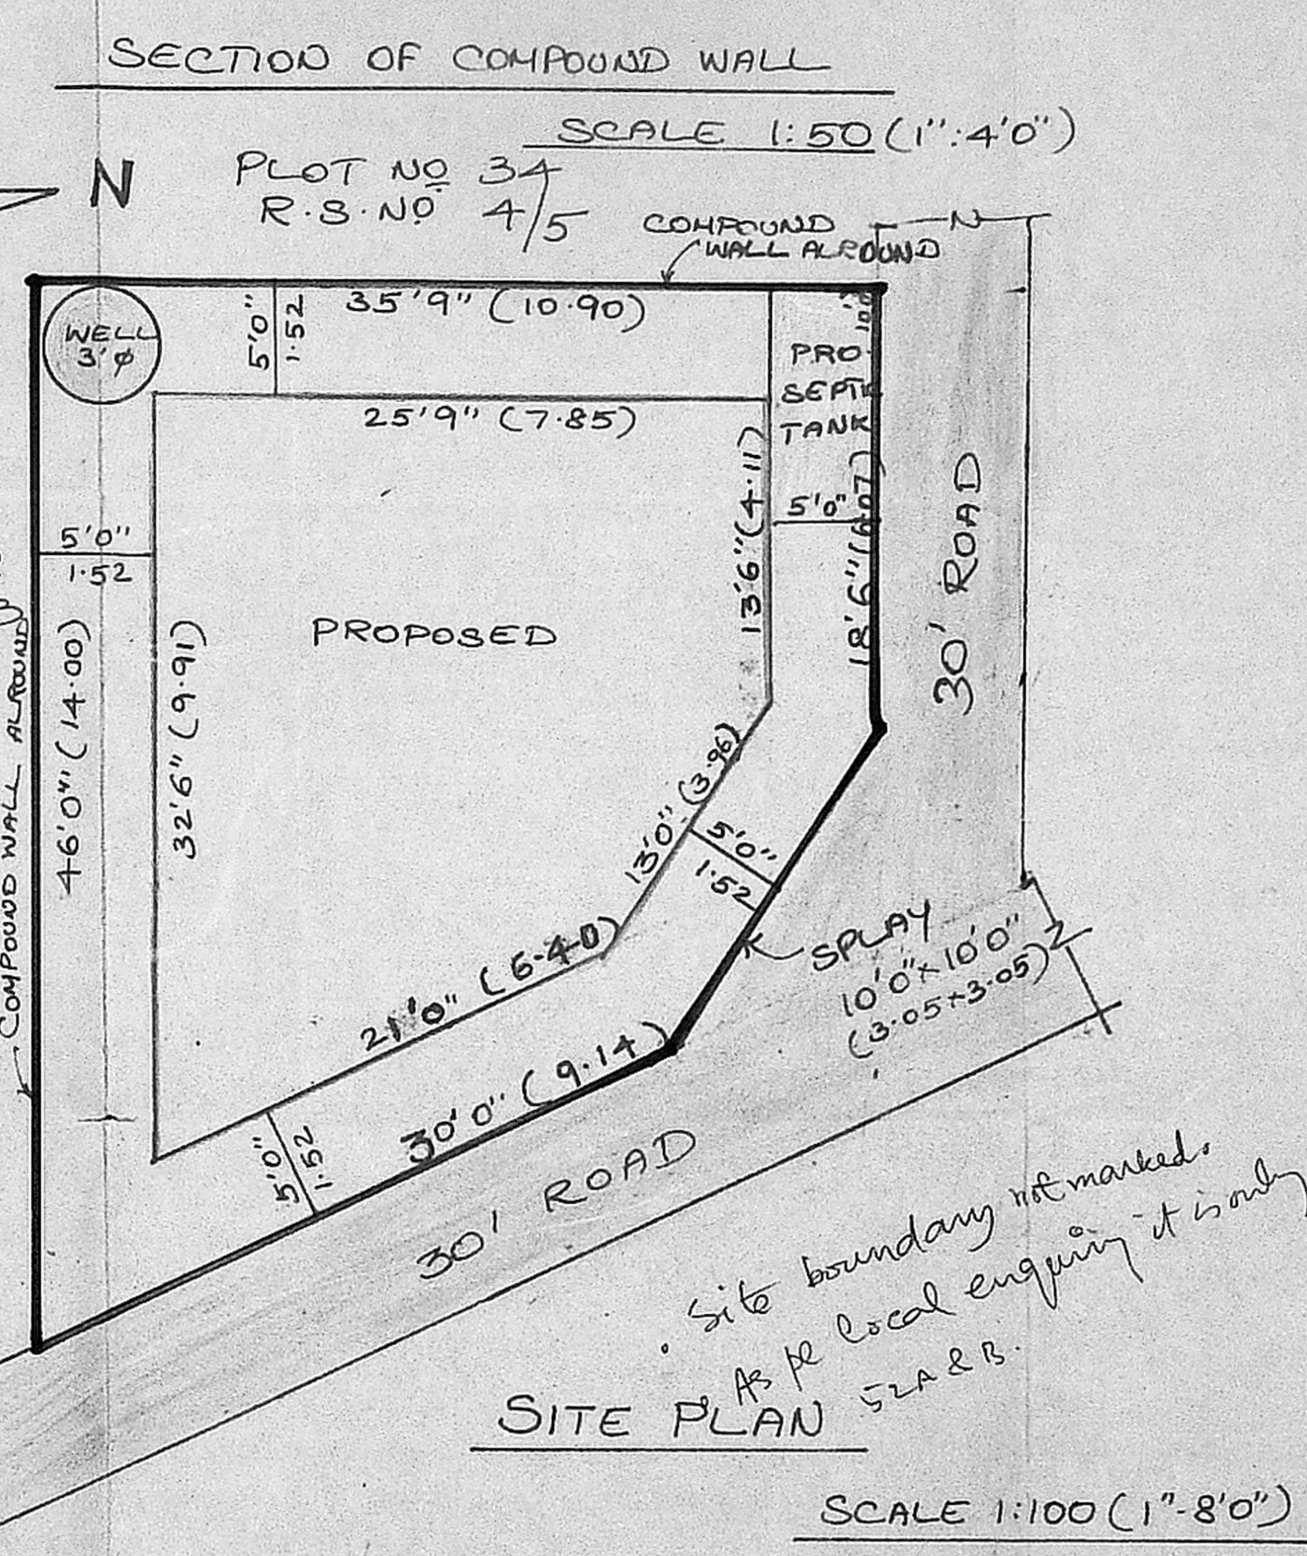 SECTION OF COMPOUND WALL
SCALE 1:50 (1":4'0")
N
PLOT NO 34
R.S.NO 4/5
COMPOUND
WALL ALROUND
N
35'9" (10.90)
5'0"
1.52
WELL
3'φ
PRO.
SEPTIC
TANK
25'9" (7.85)
13'6" (4.11)
5'0"
18'6"
30' ROAD
5'0"
1.52
PROPOSED
COMPOUND WALL ALROUND
46'0" (14.00)
32'6" (9.91)
13'0" (3.96)
5'0"
1.52
SPLAY
10'0"x10'0"
(3.05x3.05)
21'0" (6.40)
30'0" (9.14)
5'0"
1.52
30' ROAD
Site boundary not marked.
As pe local enquiry it is only
52A & B.
SITE PLAN
SCALE 1:100 (1"-8'0")